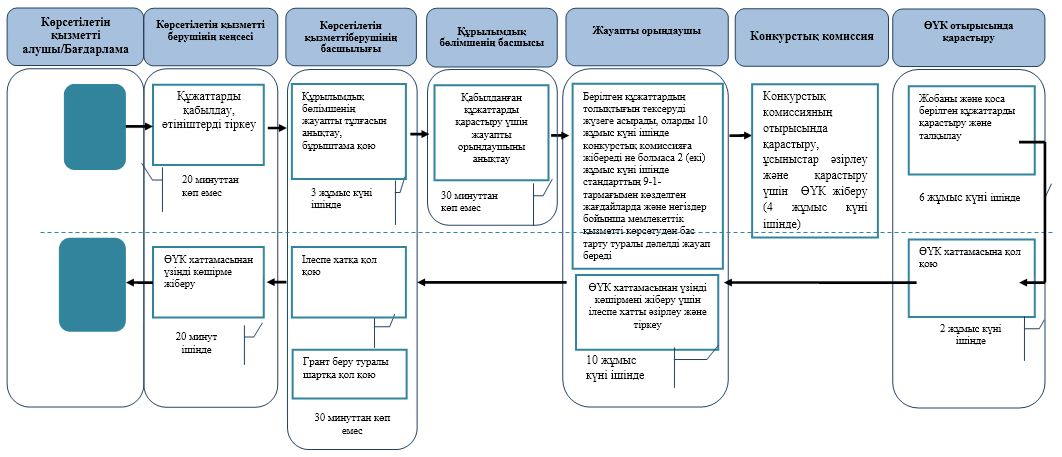 Көрсетілетін
қызметті
алушы/Бағдарлама
Көрсетілетін қызметті
берушінің кеңсесі
Көрсетілетін
қызметтіберушінің
басшылығы
Құрылымдық
бөлімшенің басшысы
Жауапты орындаушы
Конкурстық комиссия
ӨҮК отырысында
қарастыру
Құжаттарды
қабылдау,
өтініштерді тіркеу
20 минуттан
көп емес
Құрылымдық
бөлімшенің
жауапты тұлғасын
анықтау,
бұрыштама қою
3 жұмыс күні
ішінде
Қабылданған
құжаттарды
қарастыру үшін
жауапты
орындаушыны
анықтау
30 минуттан
көп емес
Берілген құжаттардың
толықтығын тексеруді
жүзеге асырады, оларды 10
жұмыс күні ішінде
конкурстық комиссияға
жібереді не болмаса 2 (екі)
жұмыс күні ішінде
стандарттың 9-1-
тармағымен көзделген
жағдайларда және негіздер
бойынша мемлекеттік
қызметті көрсетуден бас
тарту туралы дәлелді жауап
береді
Конкурстық
комиссияның
отырысында
қарастыру,
ұсыныстар әзірлеу
және қарастыру
үшін ӨҮК жіберу
(4 жұмыс күні
ішінде)
Жобаны және қоса
берілген құжаттарды
қарастыру және
талқылау
6 жұмыс күні ішінде
ӨҮК хаттамасынан
үзінді көшірме
жіберу
20 минут
ішінде
Ілеспе хатқа қол
қою
Грант беру туралы
шартқа қол қою
30 минуттан көп
емес
ӨҮК хаттамасынан үзінді
көшірмені жіберу үшін
ілеспе хатты әзірлеу және
тіркеу
10 жұмыс
күні ішінде
ӨҮК хаттамасына қол
қою
2 жұмыс күні
ішінде